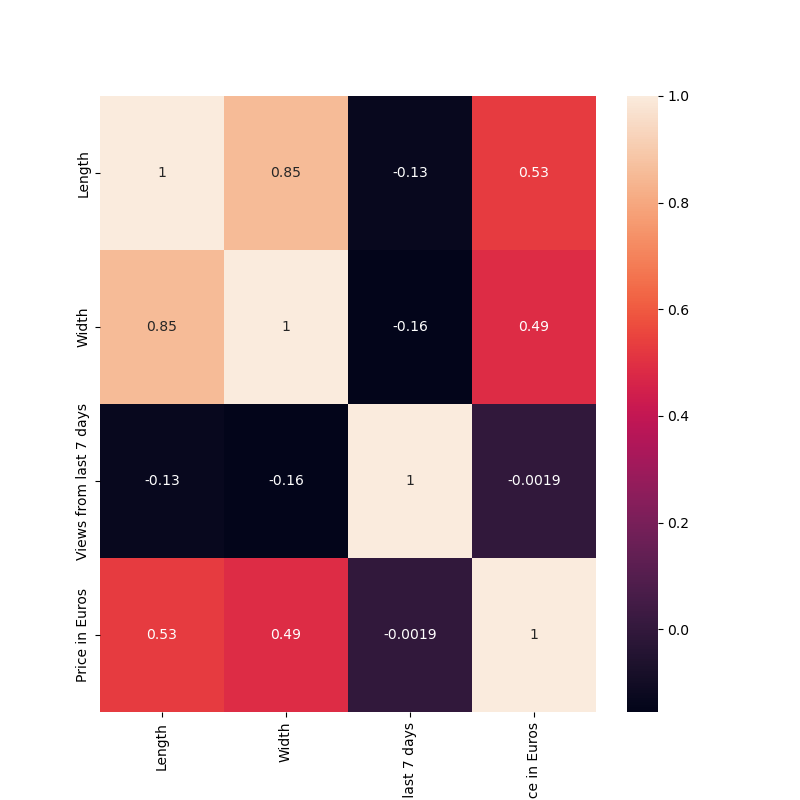 Length
1
0.85
-0.13
0.53
Width
0.85
1
-0.16
0.49
Views from last 7 days
-0.13
-0.16
1
-0.0019
Price in Euros
0.53
0.49
-0.0019
1
Length
Width
last 7 days
ce in Euros
1.0
0.8
0.6
0.4
0.2
0.0